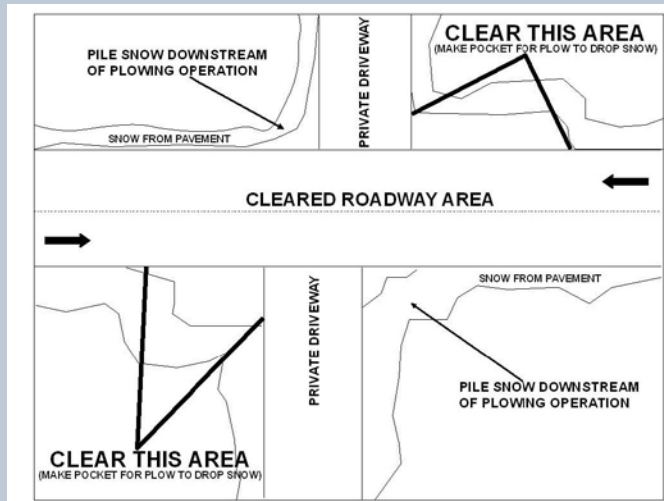 CLEAR THIS AREA
(MAKE POCKET FOR PLOW TO DROP SNOW)
PILE SNOW DOWNSTREAM
OF PLOWING OPERATION
PRIVATE DRIVEWAY
SNOW FROM PAVEMENT
CLEARED ROADWAY AREA
SNOW FROM PAVEMENT
PRIVATE DRIVEWAY
PILE SNOW DOWNSTREAM
OF PLOWING OPERATION
CLEAR THIS AREA
(MAKE POCKET FOR PLOW TO DROP SNOW)